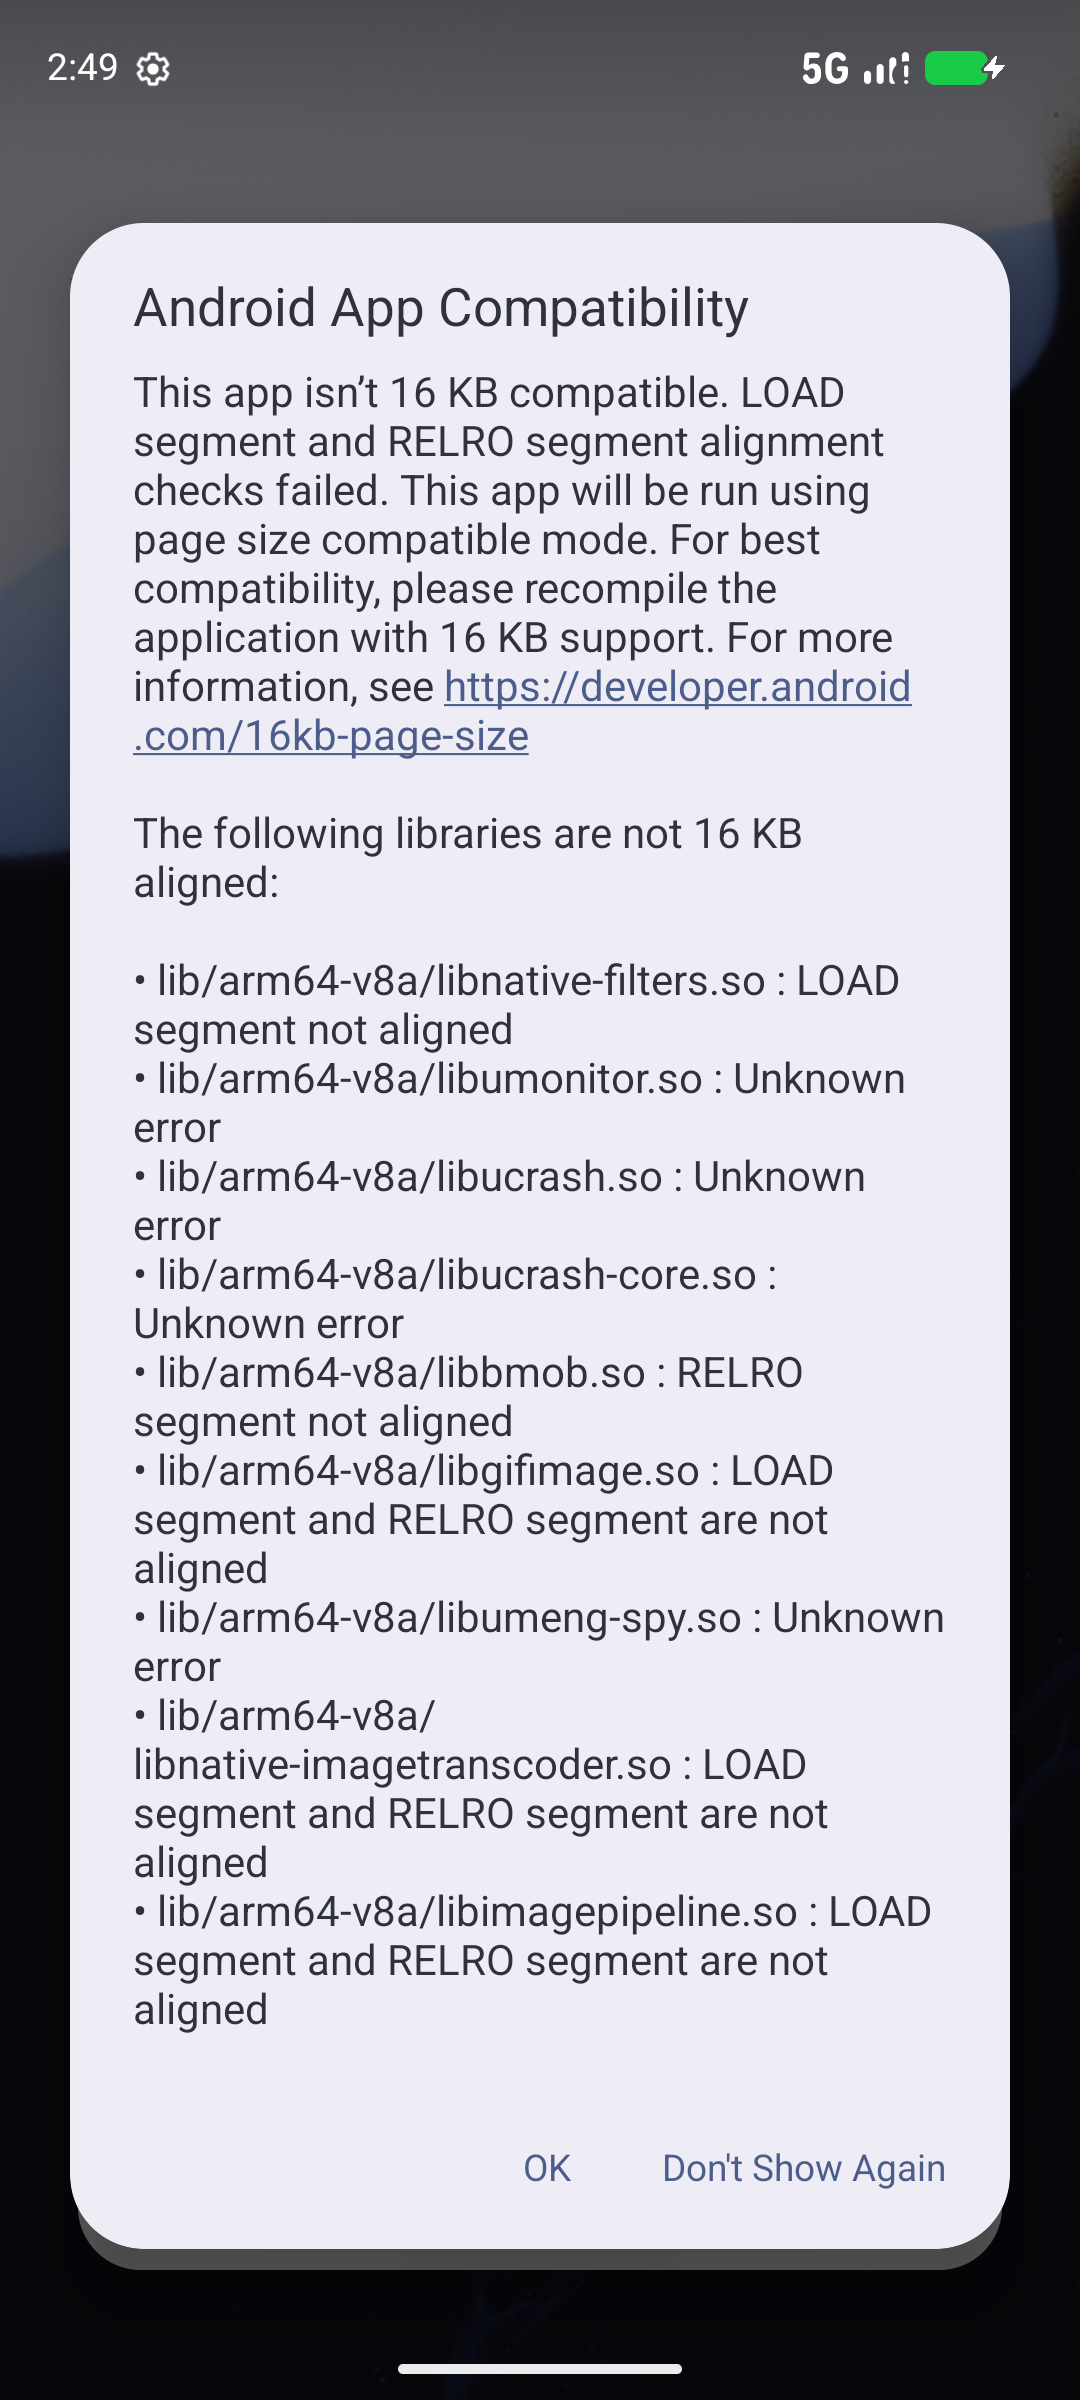 2:49 5G
Android App Compatibility
This app isn’t 16 KB compatible. LOAD
segment and RELRO segment alignment
checks failed. This app will be run using
page size compatible mode. For best
compatibility, please recompile the
application with 16 KB support. For more
information, see https://developer.android
.com/16kb-page-size
The following libraries are not 16 KB
aligned:
• lib/arm64-v8a/libnative-filters.so : LOAD
segment not aligned
• lib/arm64-v8a/libumonitor.so : Unknown
error
• lib/arm64-v8a/libucrash.so : Unknown
error
• lib/arm64-v8a/libucrash-core.so :
Unknown error
• lib/arm64-v8a/libbmob.so : RELRO
segment not aligned
• lib/arm64-v8a/libgifimage.so : LOAD
segment and RELRO segment are not
aligned
• lib/arm64-v8a/libumeng-spy.so : Unknown
error
• lib/arm64-v8a/
libnative-imagetranscoder.so : LOAD
segment and RELRO segment are not
aligned
• lib/arm64-v8a/libimagepipeline.so : LOAD
segment and RELRO segment are not
aligned
OK Don't Show Again